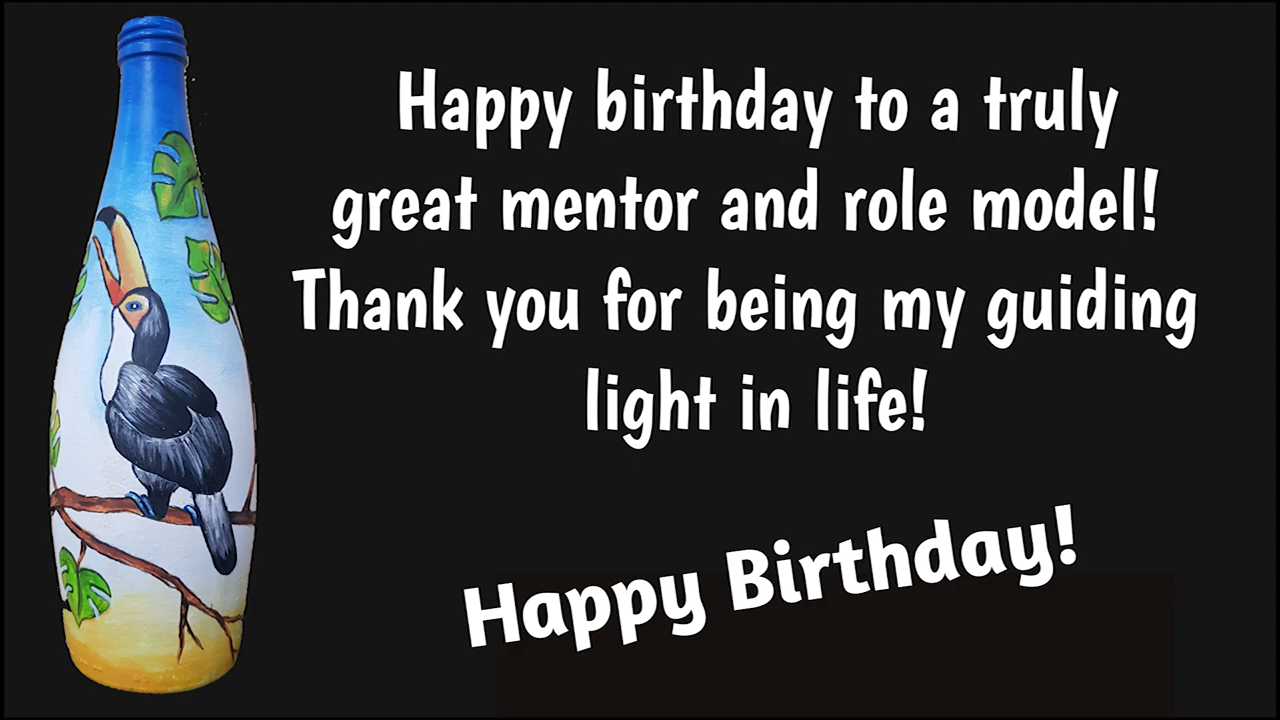 Happy birthday to a truly
great mentor and role model!
Thank you for being my guiding
light in life!
Happy Birthday!